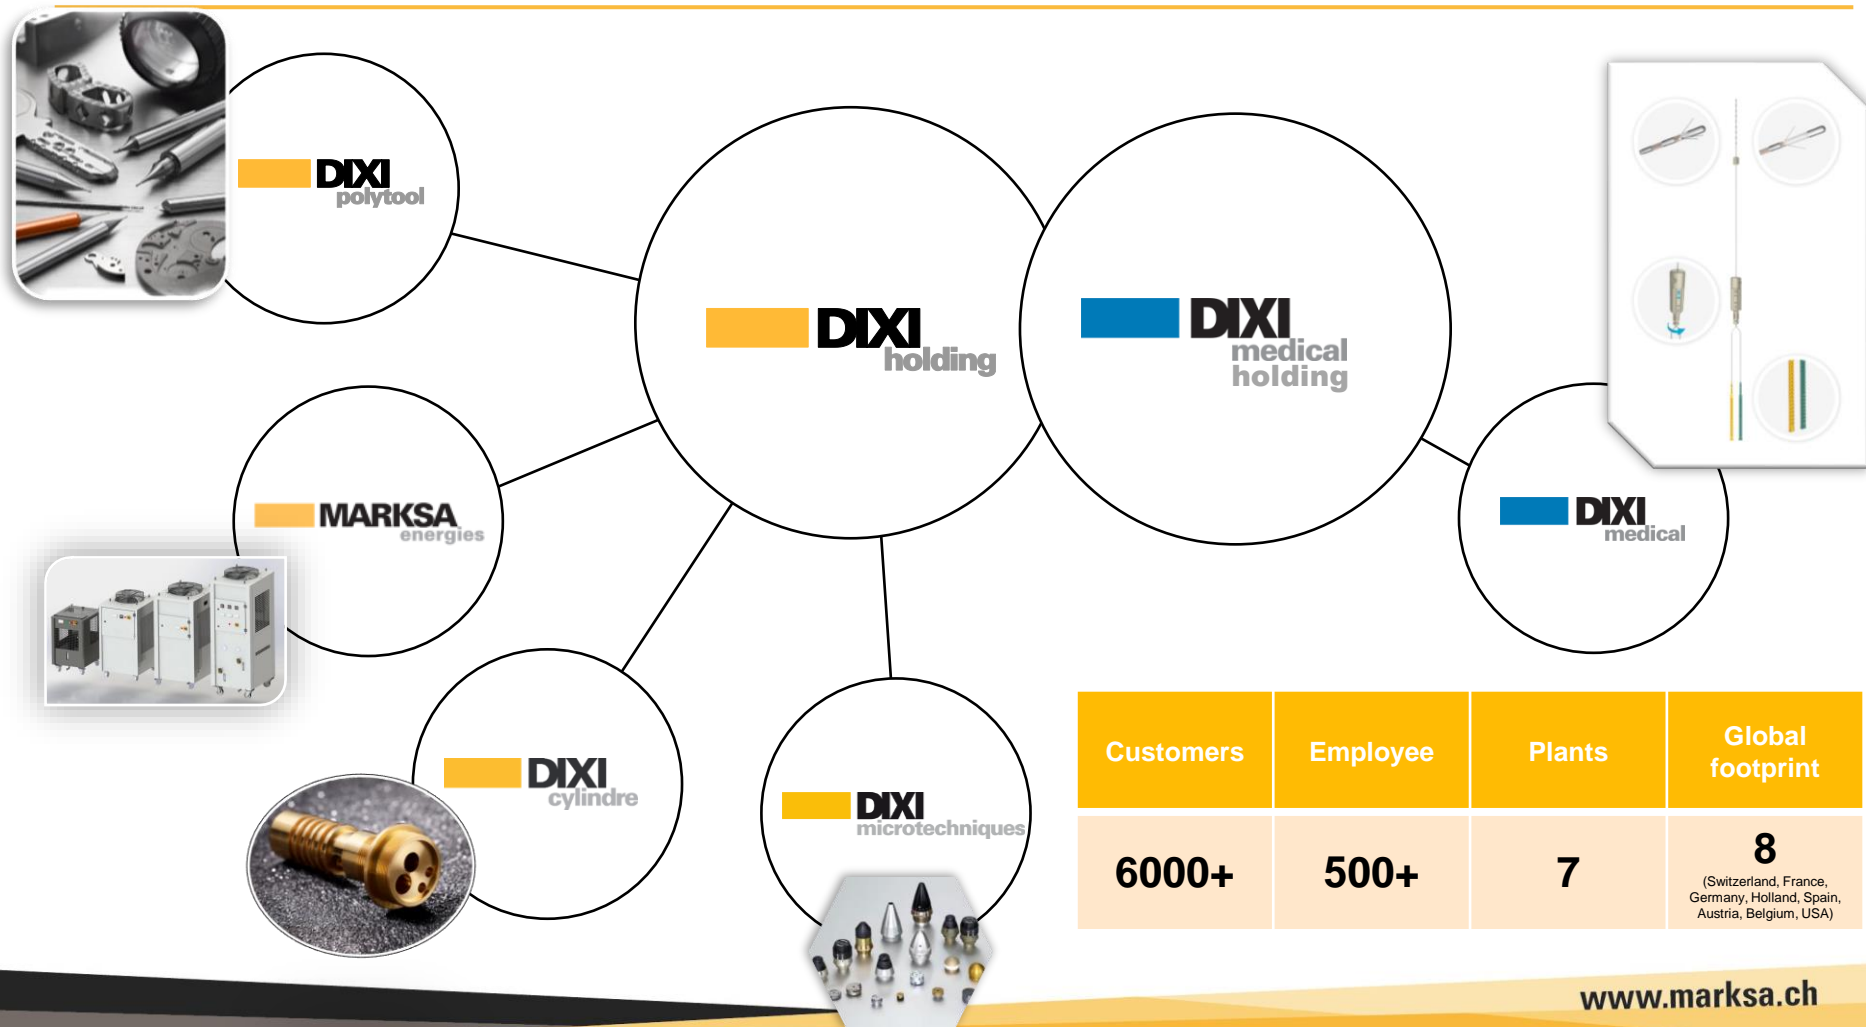 DIXI
polytool
DIXI
holding
DIXI
medical
holding
MARKSA
energies
DIXI
medical
DIXI
cylindre
DIXI
microtechniques
Customers
Employee
Plants
Global
footprint
6000+
500+
7
8
(Switzerland, France,
Germany, Holland, Spain,
Austria, Belgium, USA)
www.marksa.ch